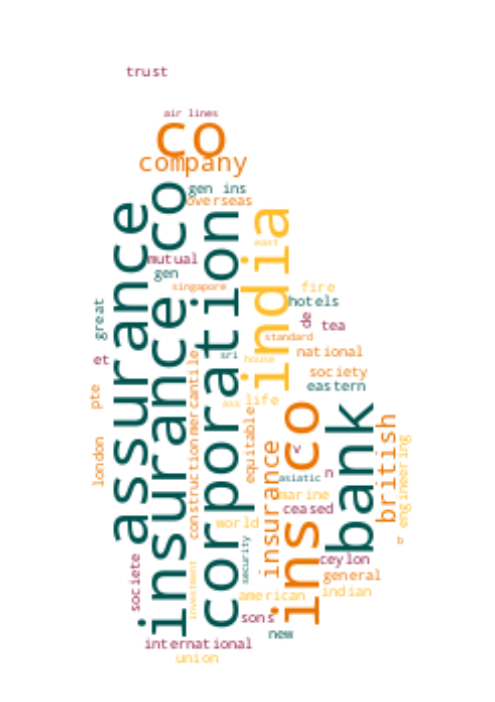 trust
air lines
co
company
gen ins
overseas
assurance
insurance co
corporation
india
east
mutual
gen
singapore
fire
hotels
de
tea
great
standard
et
sri
house
national
society
eastern
pte
mercantile
ass
life
equitable
ins co
bank
british
engineering
london
construction
insurance
v
n
asiatic
marine
ceased
world
b
security
societe
investment
ceylon
general
american
indian
sons
new
international
union